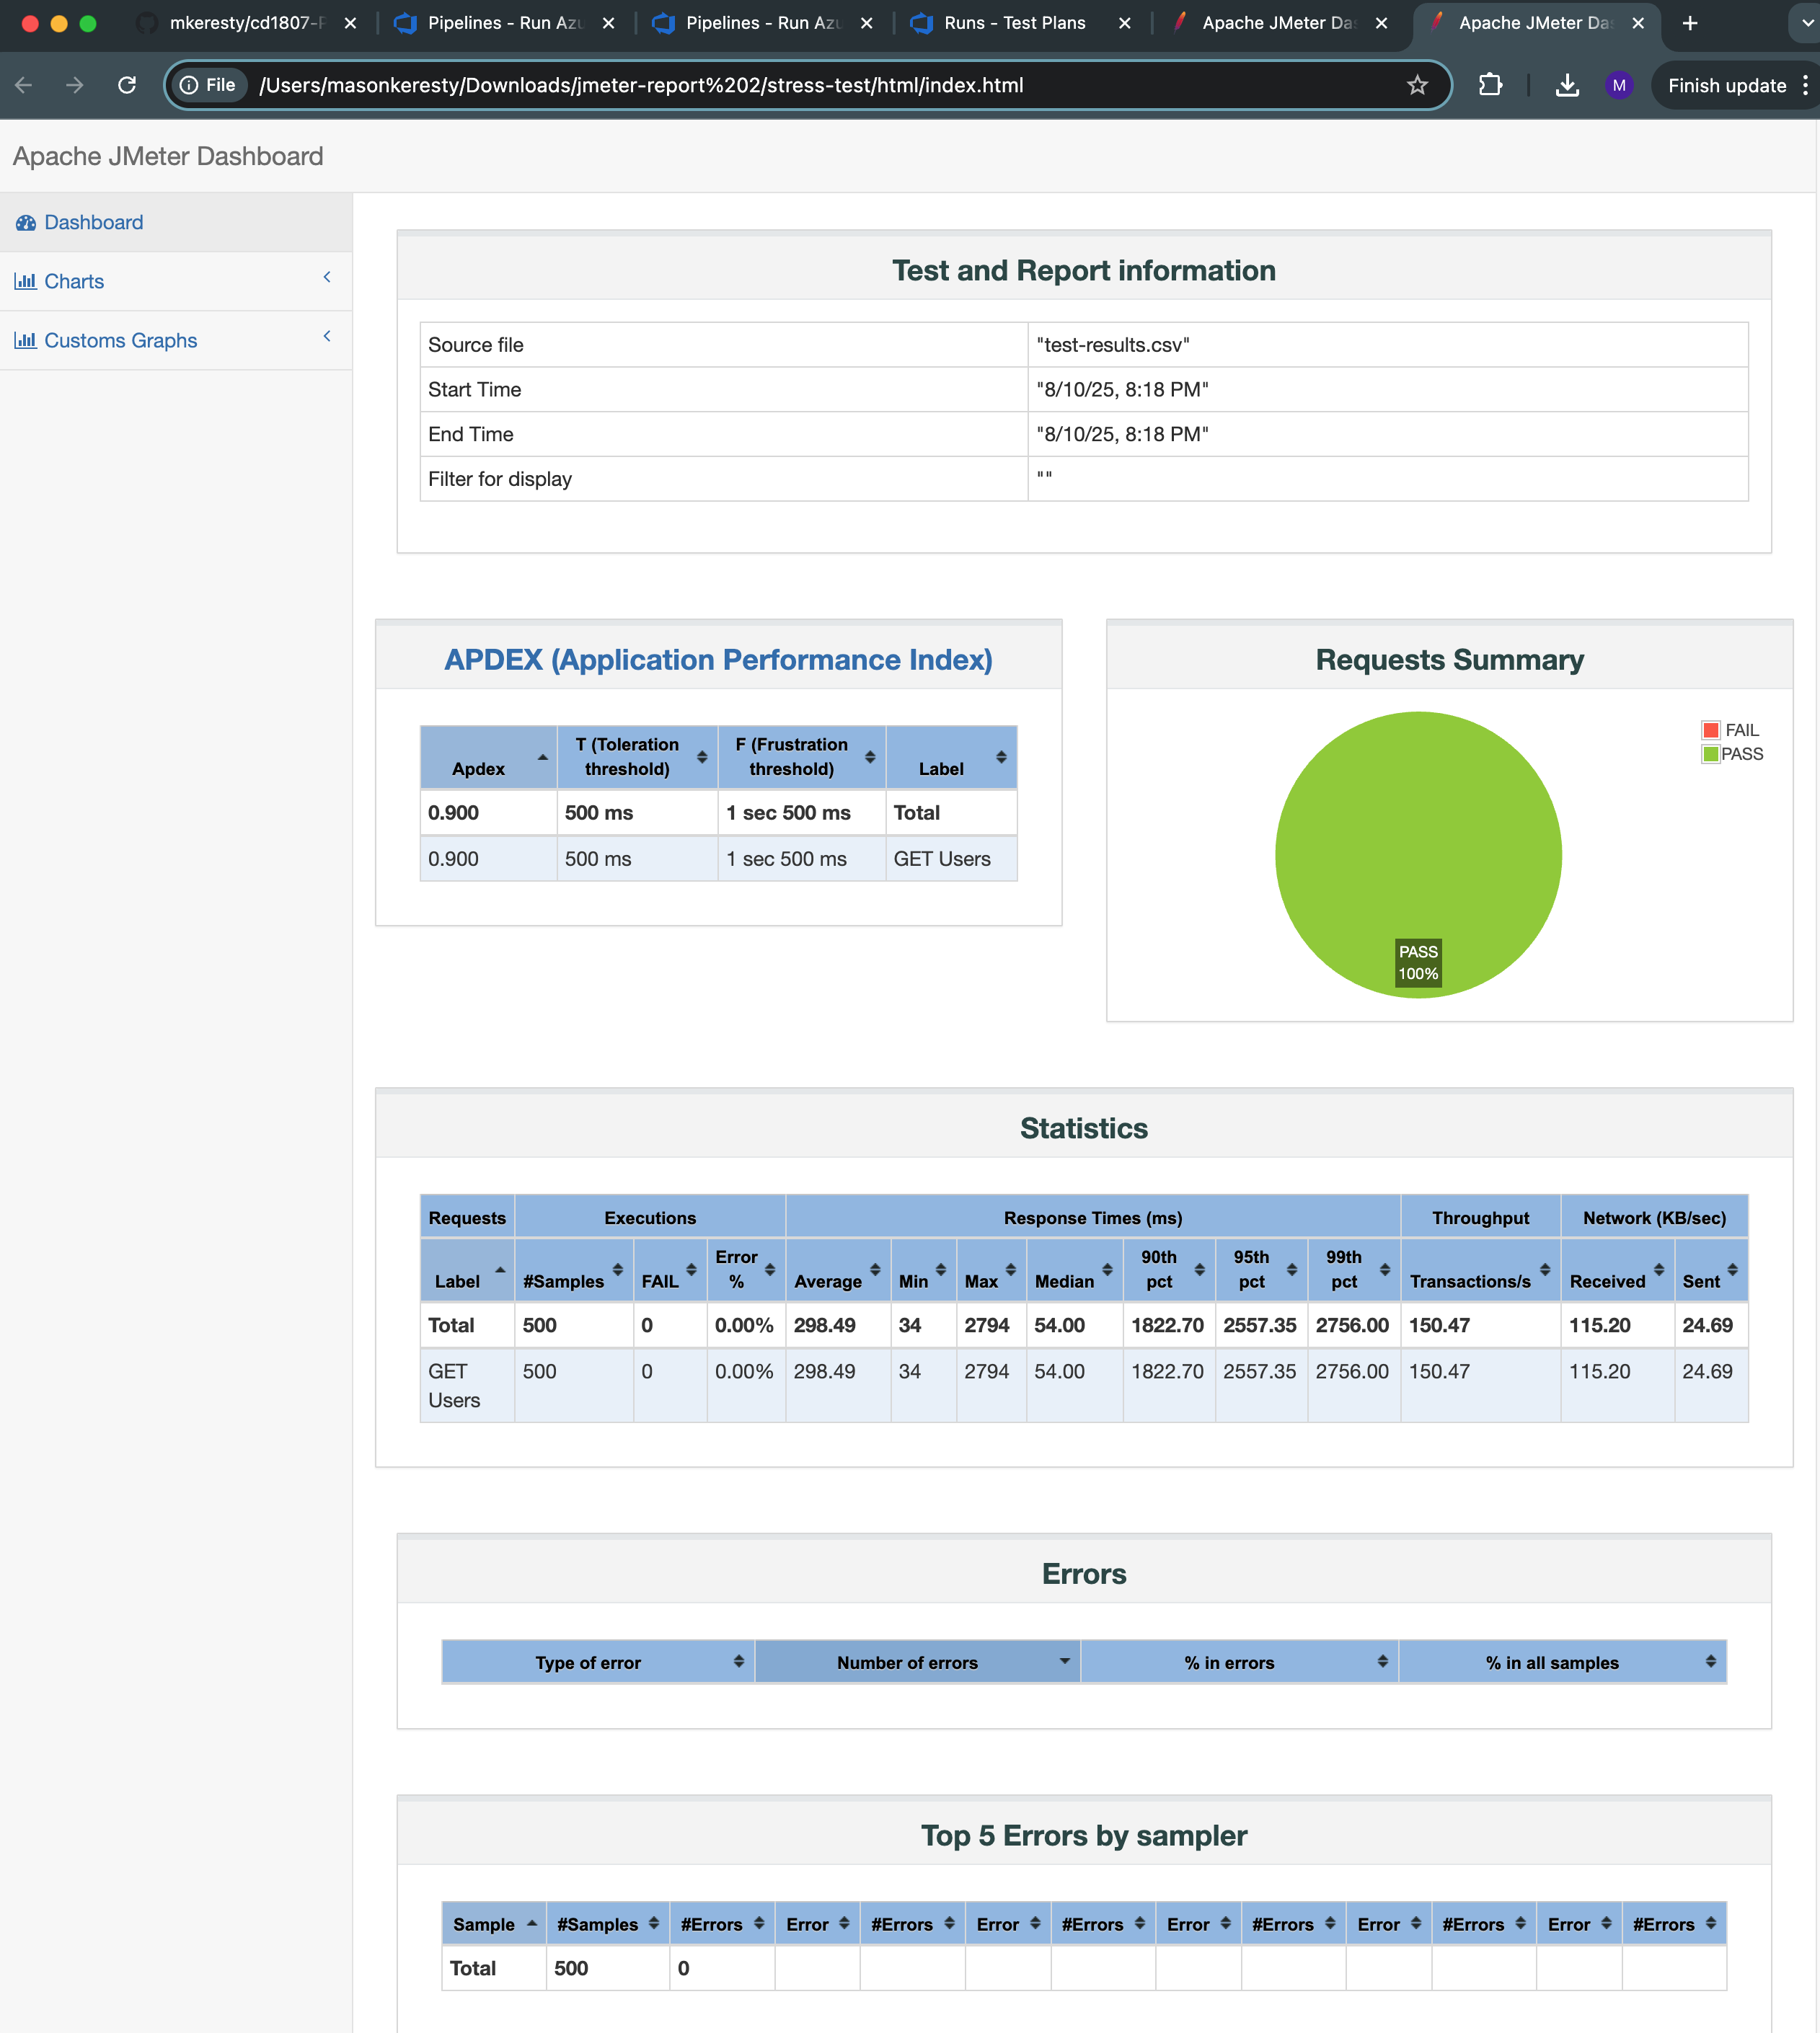 mkeresty/cd1807-P
Pipelines - Run Azu
Pipelines - Run Azu
Runs - Test Plans
Apache JMeter Das
Apache JMeter Das
File /Users/masonkeresty/Downloads/jmeter-report%202/stress-test/html/index.html
M
Finish update
Apache JMeter Dashboard
Dashboard
Charts
Customs Graphs
Test and Report information
Source file "test-results.csv"
Start Time "8/10/25, 8:18 PM"
End Time "8/10/25, 8:18 PM"
Filter for display ""
APDEX (Application Performance Index)
Apdex T (Toleration threshold) F (Frustration threshold) Label
0.900 500 ms 1 sec 500 ms Total
0.900 500 ms 1 sec 500 ms GET Users
Requests Summary
FAIL
PASS
PASS
100%
Statistics
Requests Executions Response Times (ms) Throughput Network (KB/sec)
Label #Samples FAIL Error % Average Min Max Median 90th pct 95th pct 99th pct Transactions/s Received Sent
Total 500 0 0.00% 298.49 34 2794 54.00 1822.70 2557.35 2756.00 150.47 115.20 24.69
GET Users 500 0 0.00% 298.49 34 2794 54.00 1822.70 2557.35 2756.00 150.47 115.20 24.69
Errors
Type of error Number of errors % in errors % in all samples
Top 5 Errors by sampler
Sample #Samples #Errors Error #Errors Error #Errors Error #Errors Error #Errors Error #Errors
Total 500 0